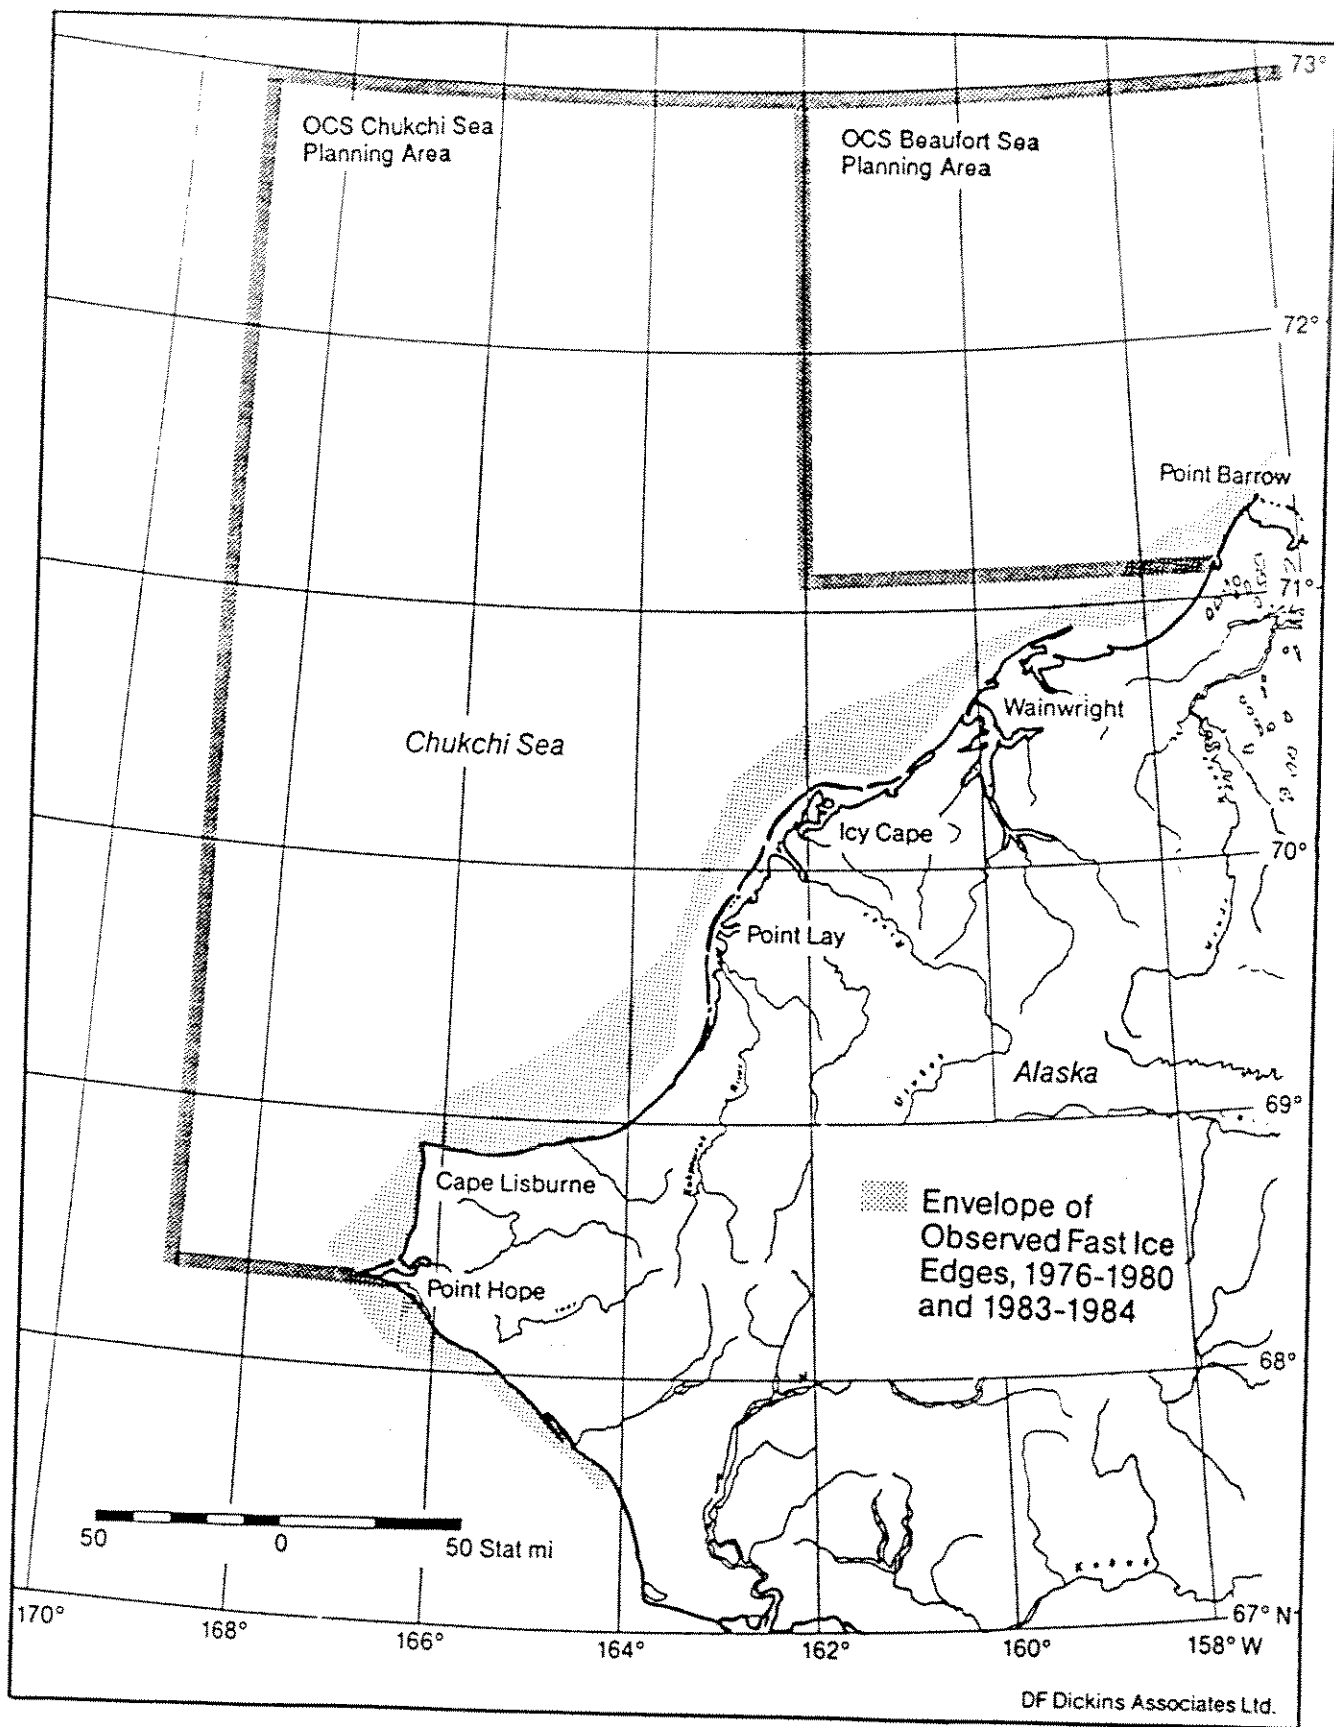 73°
OCS Chukchi Sea
Planning Area
OCS Beaufort Sea
Planning Area
72°
Point Barrow
71°
Wainwright
Chukchi Sea
Icy Cape
70°
Point Lay
Alaska
69°
Cape Lisburne
Envelope of
Observed Fast Ice
Edges, 1976-1980
and 1983-1984
Point Hope
68°
50 0 50 Stat mi
67° N
170° 168° 166° 164° 162° 160° 158° W
DF Dickins Associates Ltd.